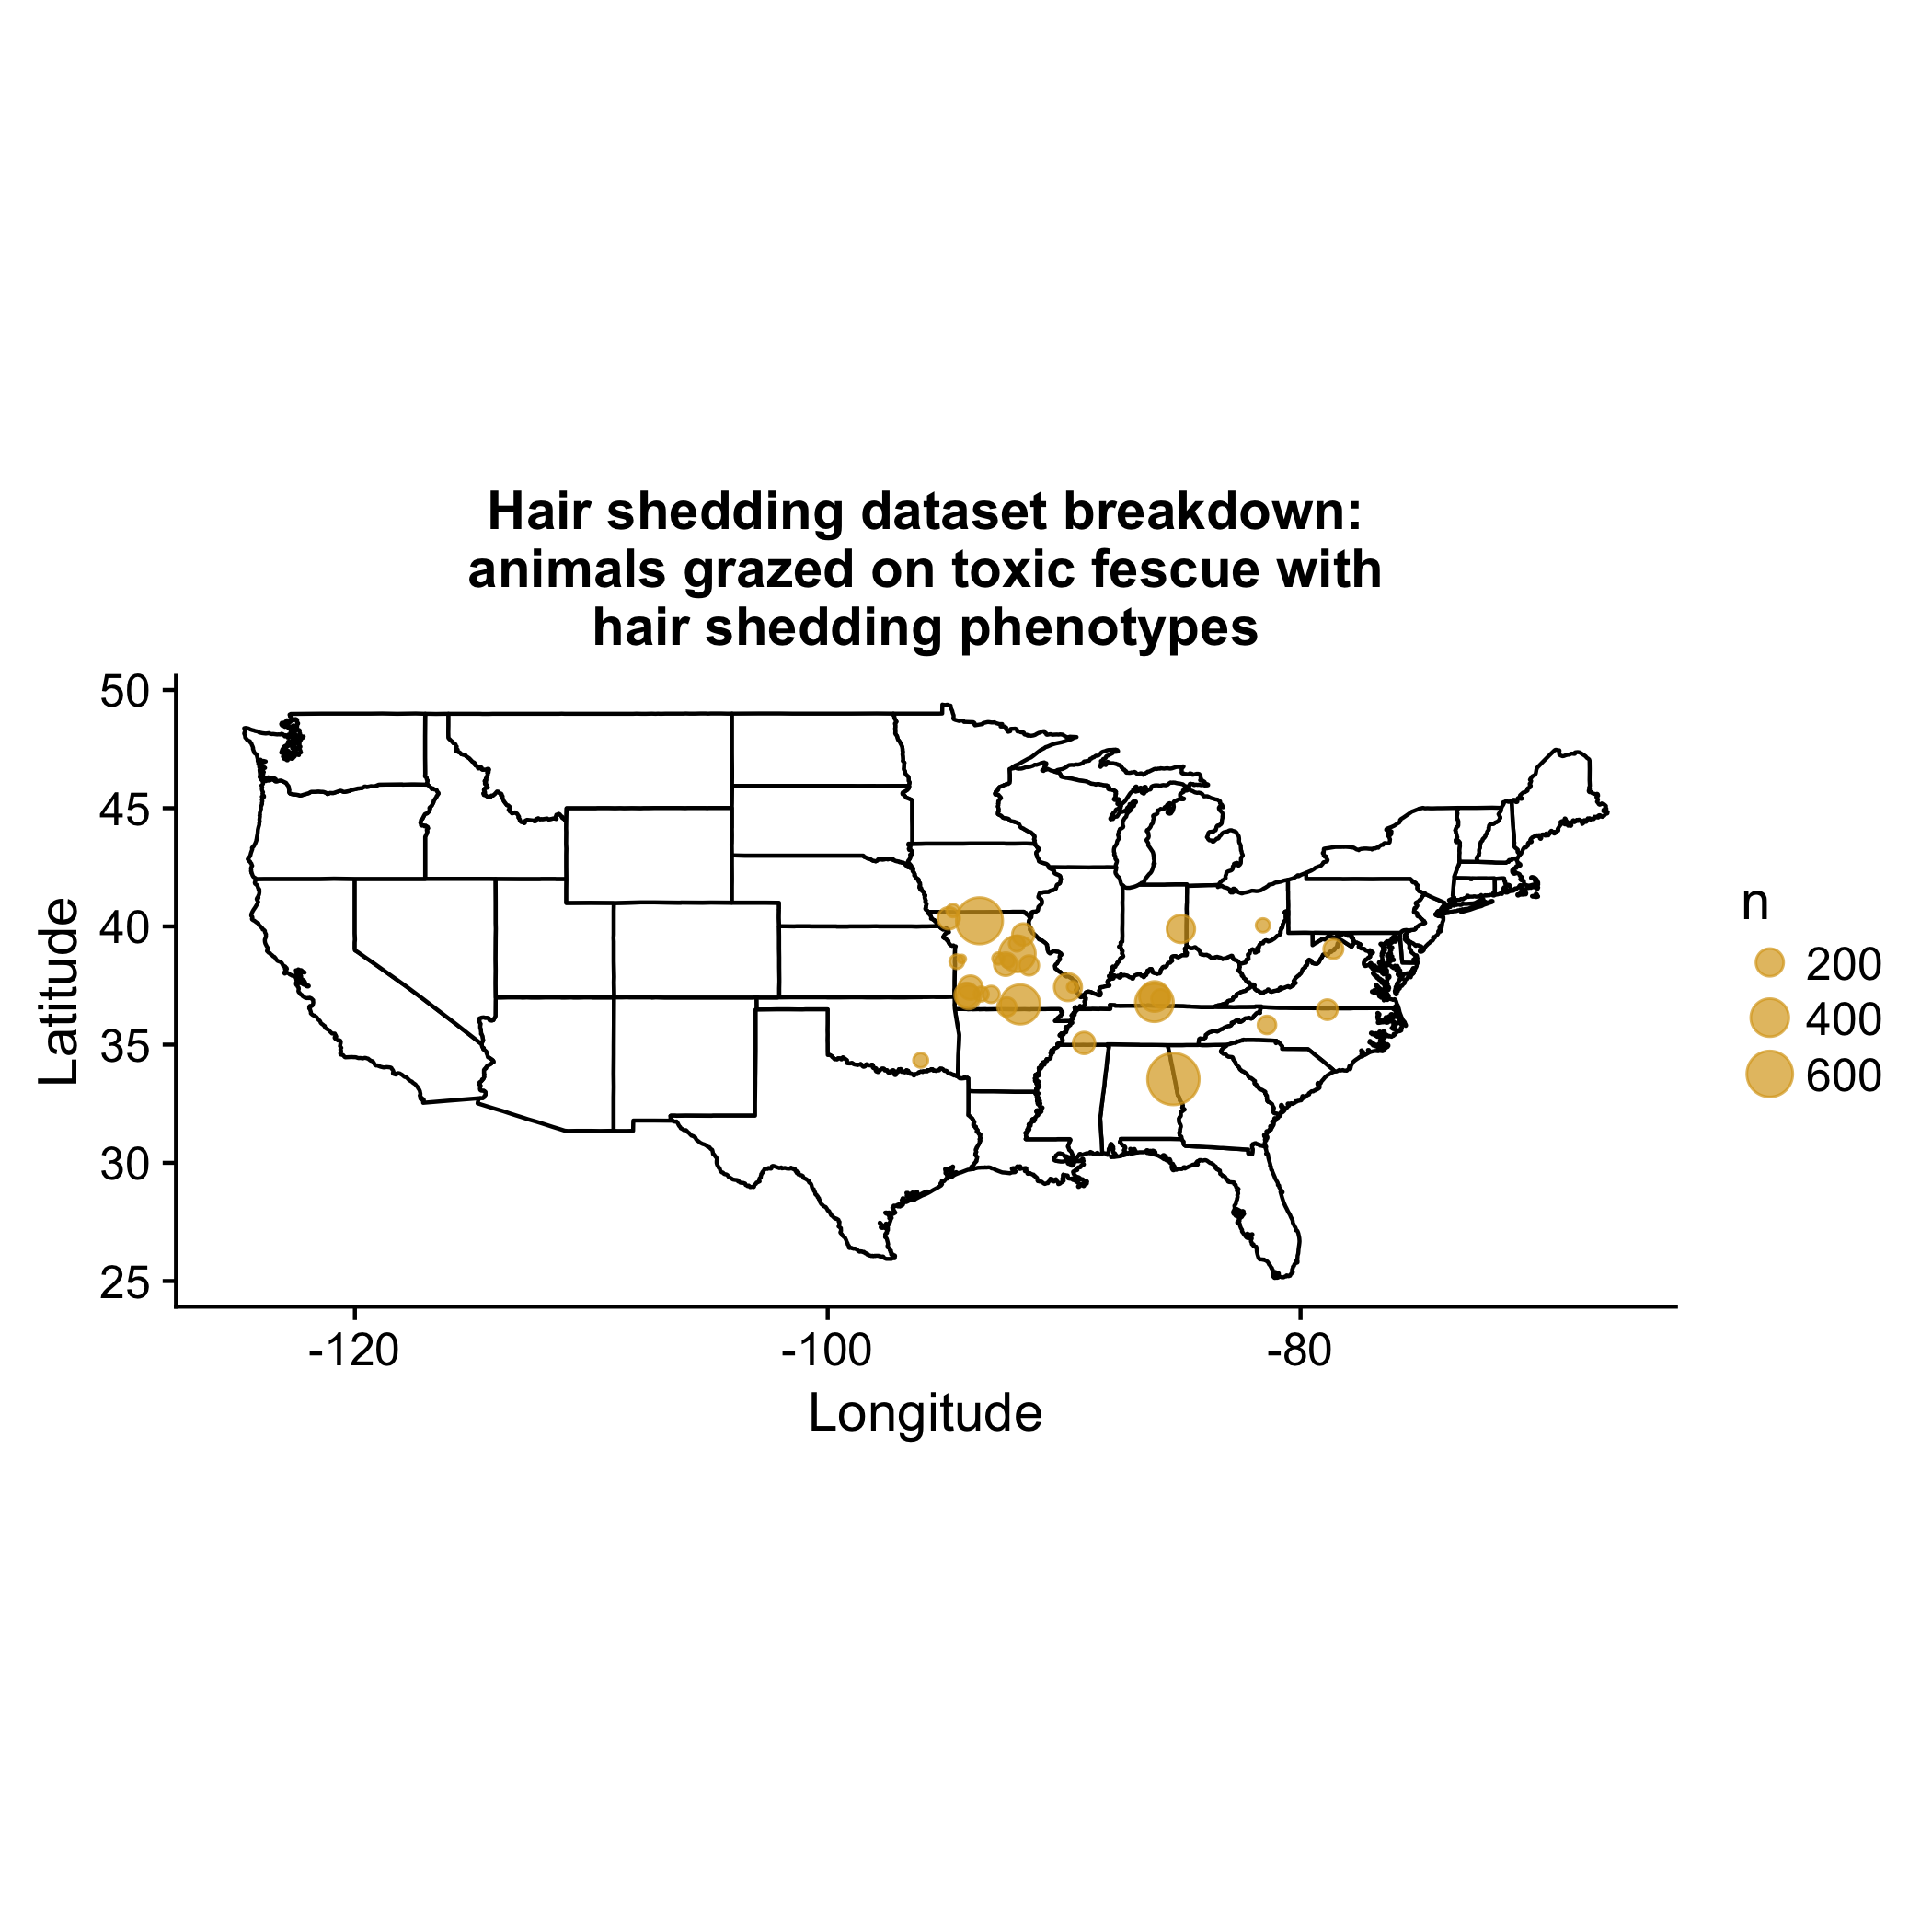 Hair shedding dataset breakdown:
animals grazed on toxic fescue with
hair shedding phenotypes
50
45
40
35
30
25
Latitude
-120
-100
-80
Longitude
n
200
400
600